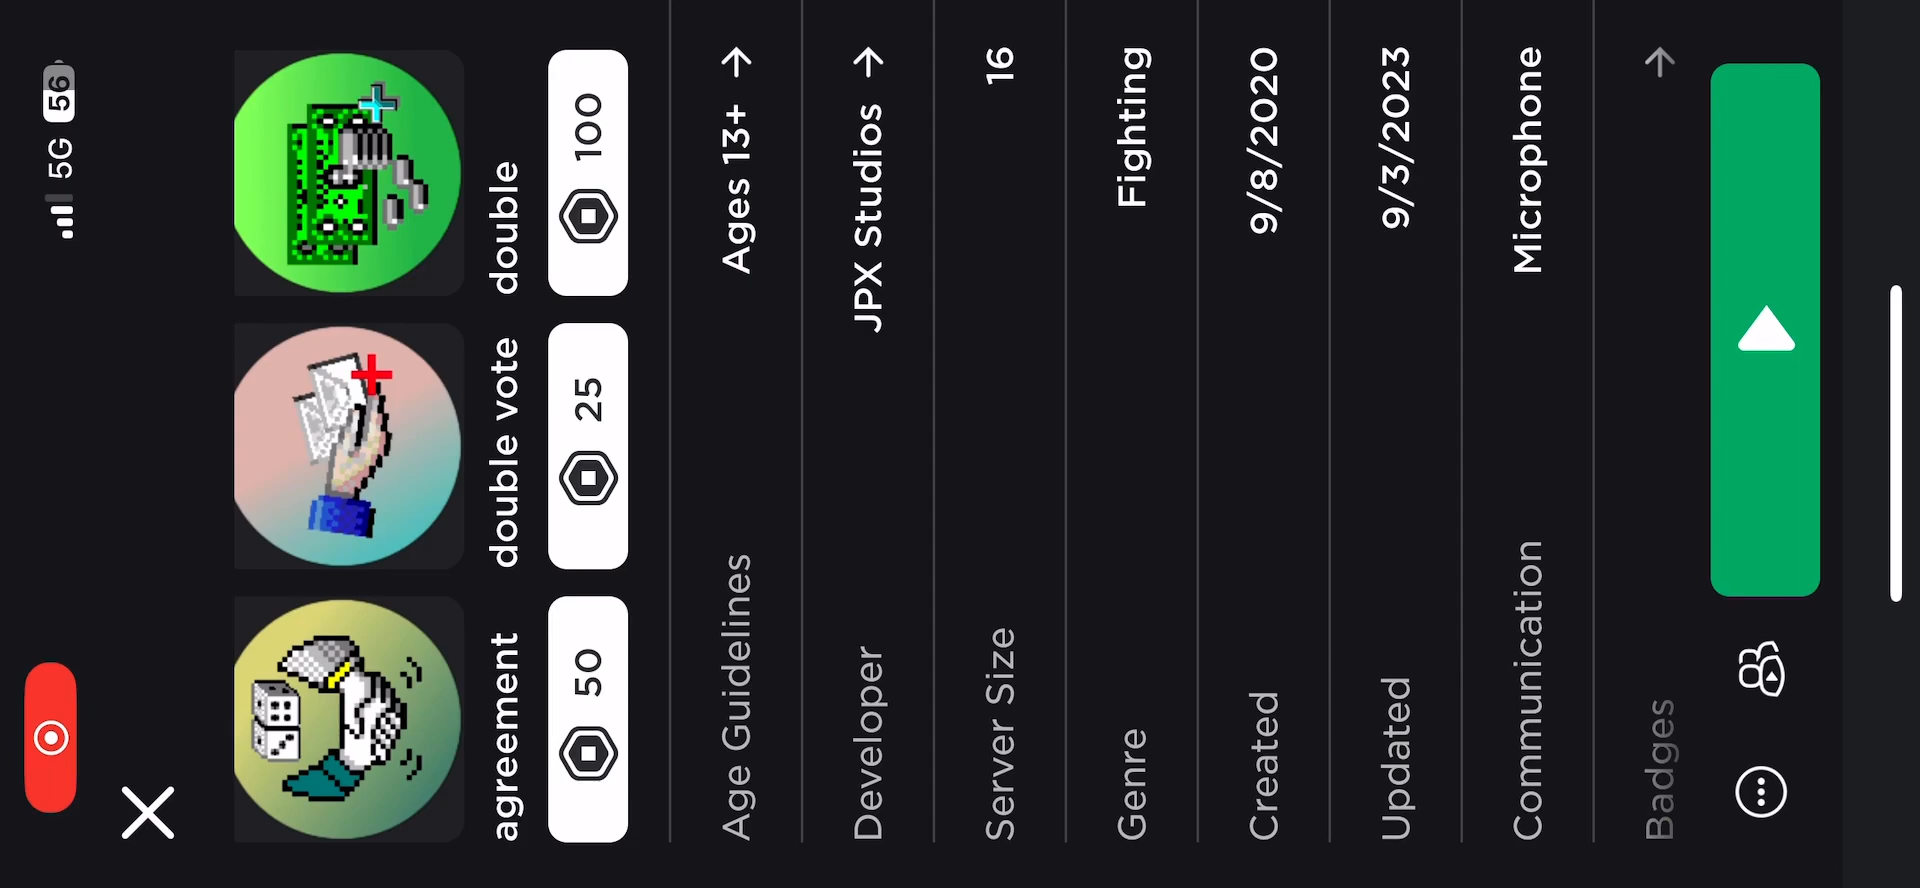 5G 56
agreement
double vote
double
50
25
100
Age Guidelines Ages 13+
Developer JPX Studios
Server Size 16
Genre Fighting
Created 9/8/2020
Updated 9/3/2023
Communication Microphone
Badges